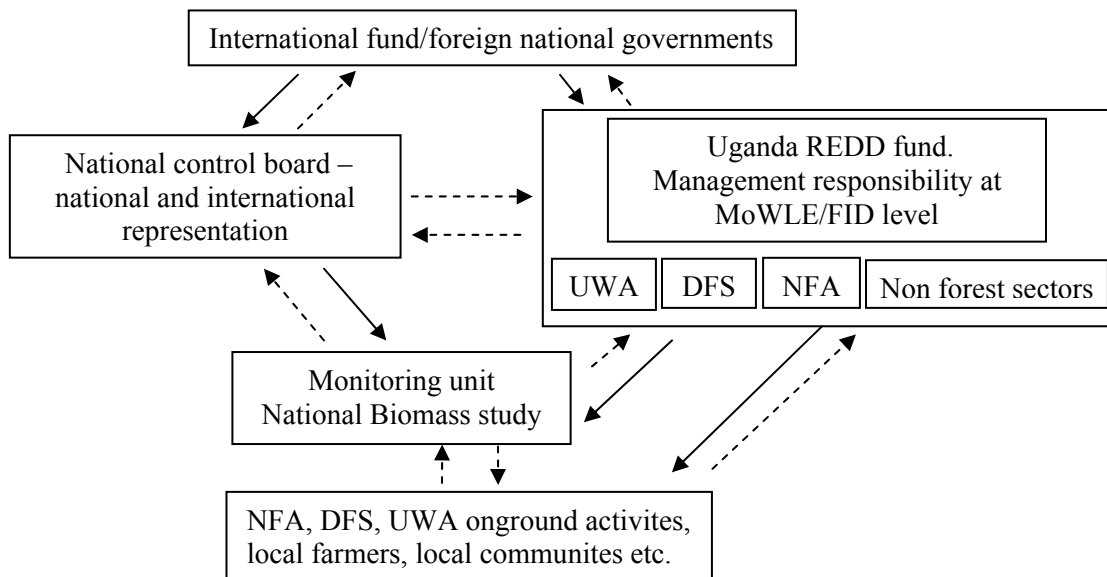 International fund/foreign national governments
National control board –
national and international
representation
Uganda REDD fund.
Management responsibility at
MoWLE/FID level
UWA
DFS
NFA
Non forest sectors
Monitoring unit
National Biomass study
NFA, DFS, UWA onground activites,
local farmers, local communites etc.